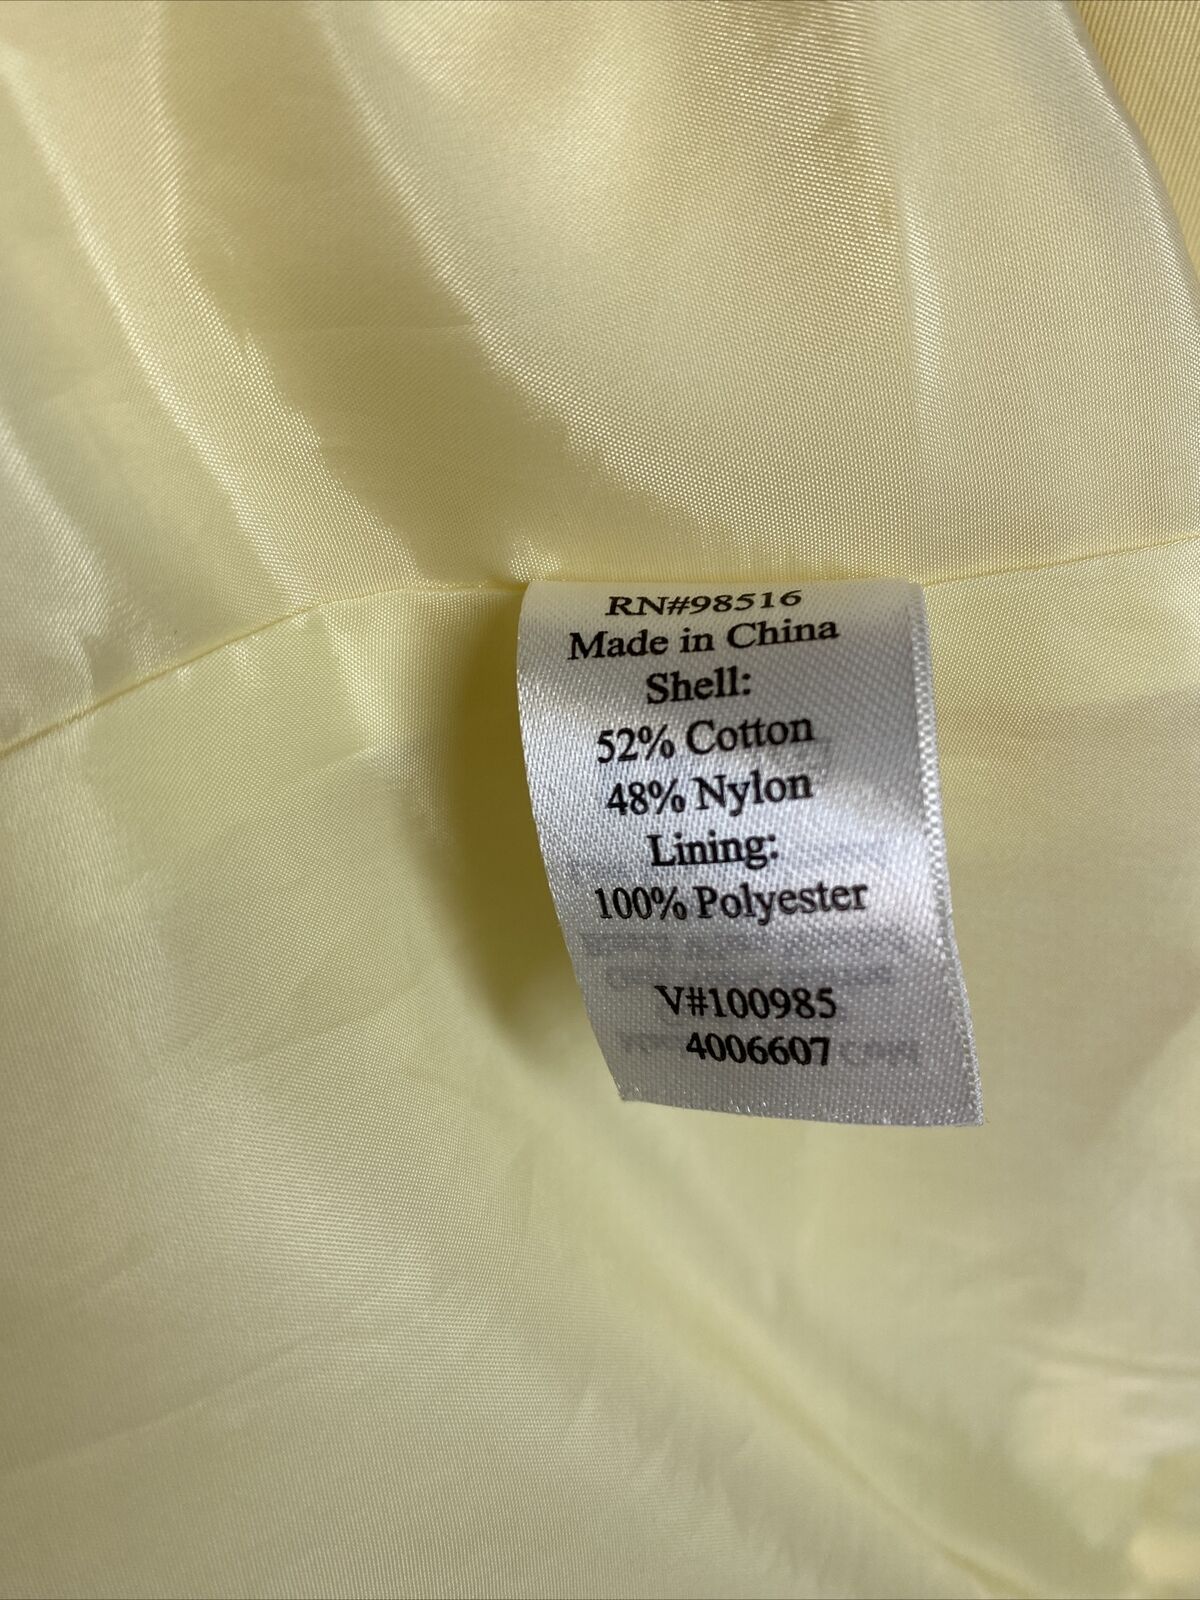 RN#98516
Made in China
Shell:
52% Cotton
48% Nylon
Lining:
100% Polyester
V#100985
4006607